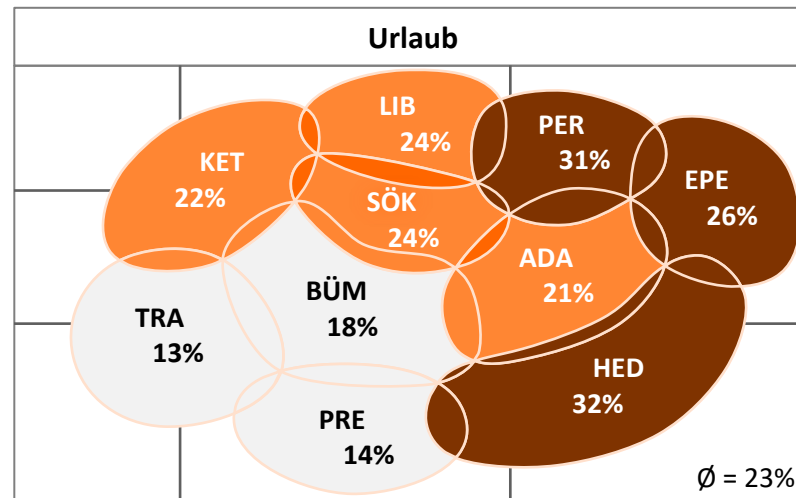 Urlaub
LIB
24%
PER
31%
KET
22%
EPE
26%
SÖK
24%
ADA
21%
BÜM
18%
TRA
13%
HED
32%
PRE
14%
Ø = 23%